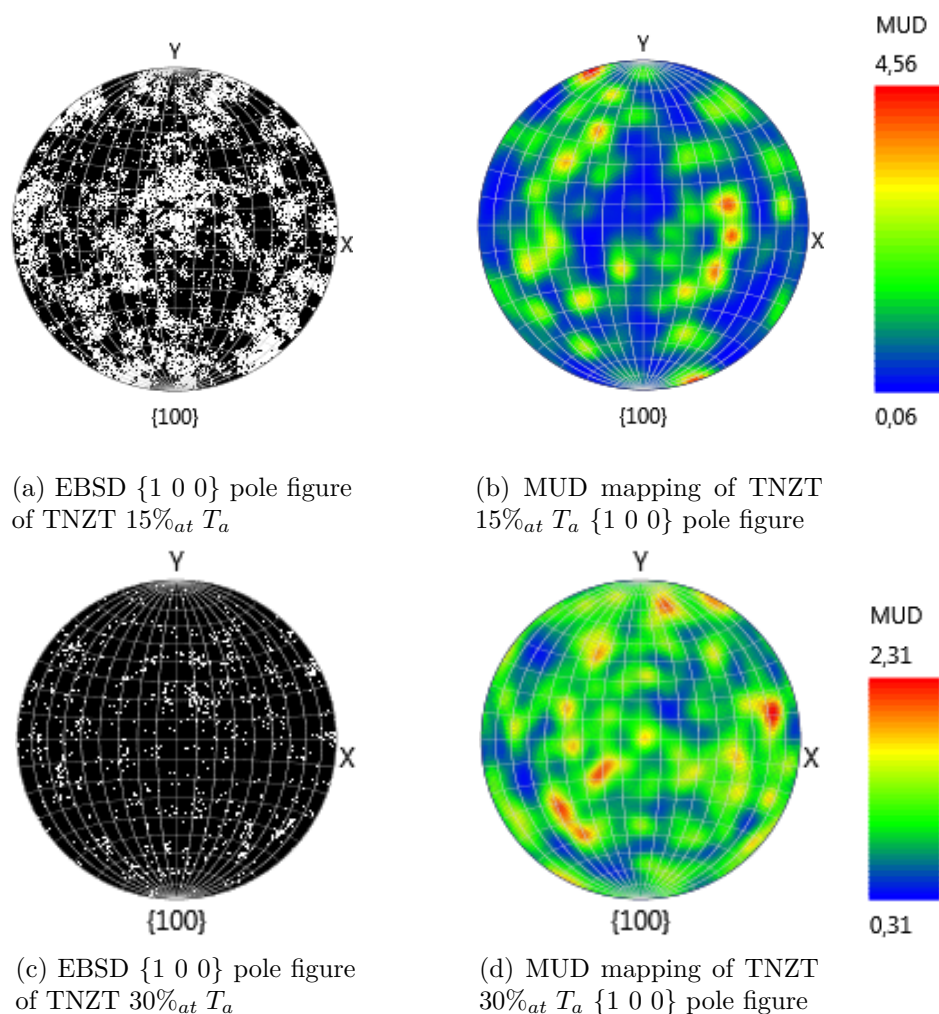 Y
X
{100}
Y
X
{100}
MUD
4,56
0,06
(a) EBSD {1 0 0} pole figure
of TNZT 15%at Ta
(b) MUD mapping of TNZT
15%at Ta {1 0 0} pole figure
Y
X
{100}
Y
X
{100}
MUD
2,31
0,31
(c) EBSD {1 0 0} pole figure
of TNZT 30%at Ta
(d) MUD mapping of TNZT
30%at Ta {1 0 0} pole figure